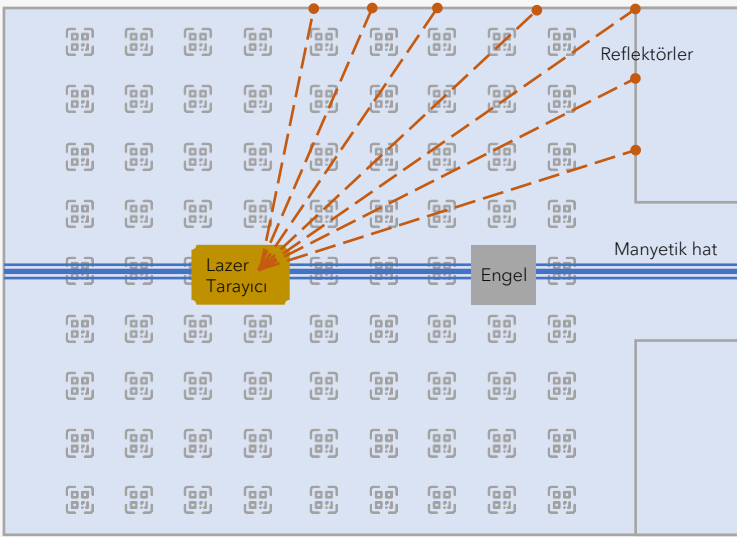 Reflektörler
Manyetik hat
Lazer
Tarayıcı
Engel